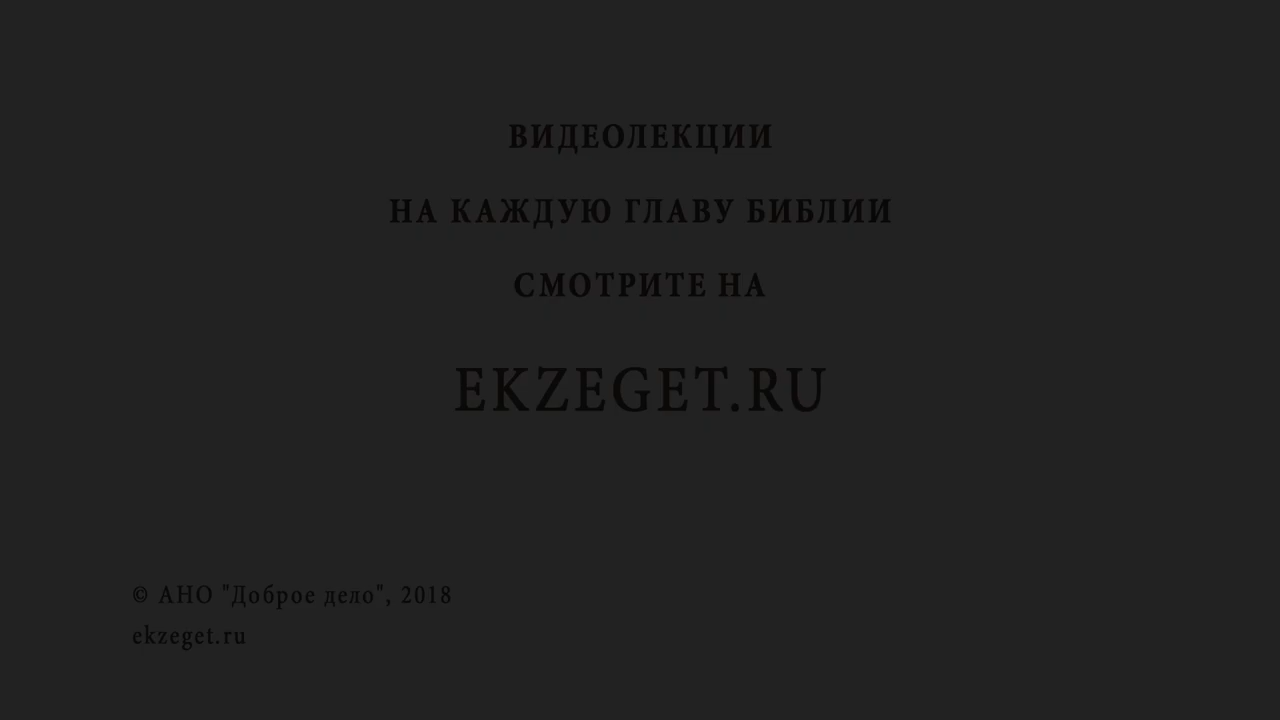 ВИДЕОЛЕКЦИИ
НА КАЖДУЮ ГЛАВУ БИБЛИИ
СМОТРИТЕ НА
EKZEGET.RU
© АНО "Доброе дело", 2018
ekzeget.ru